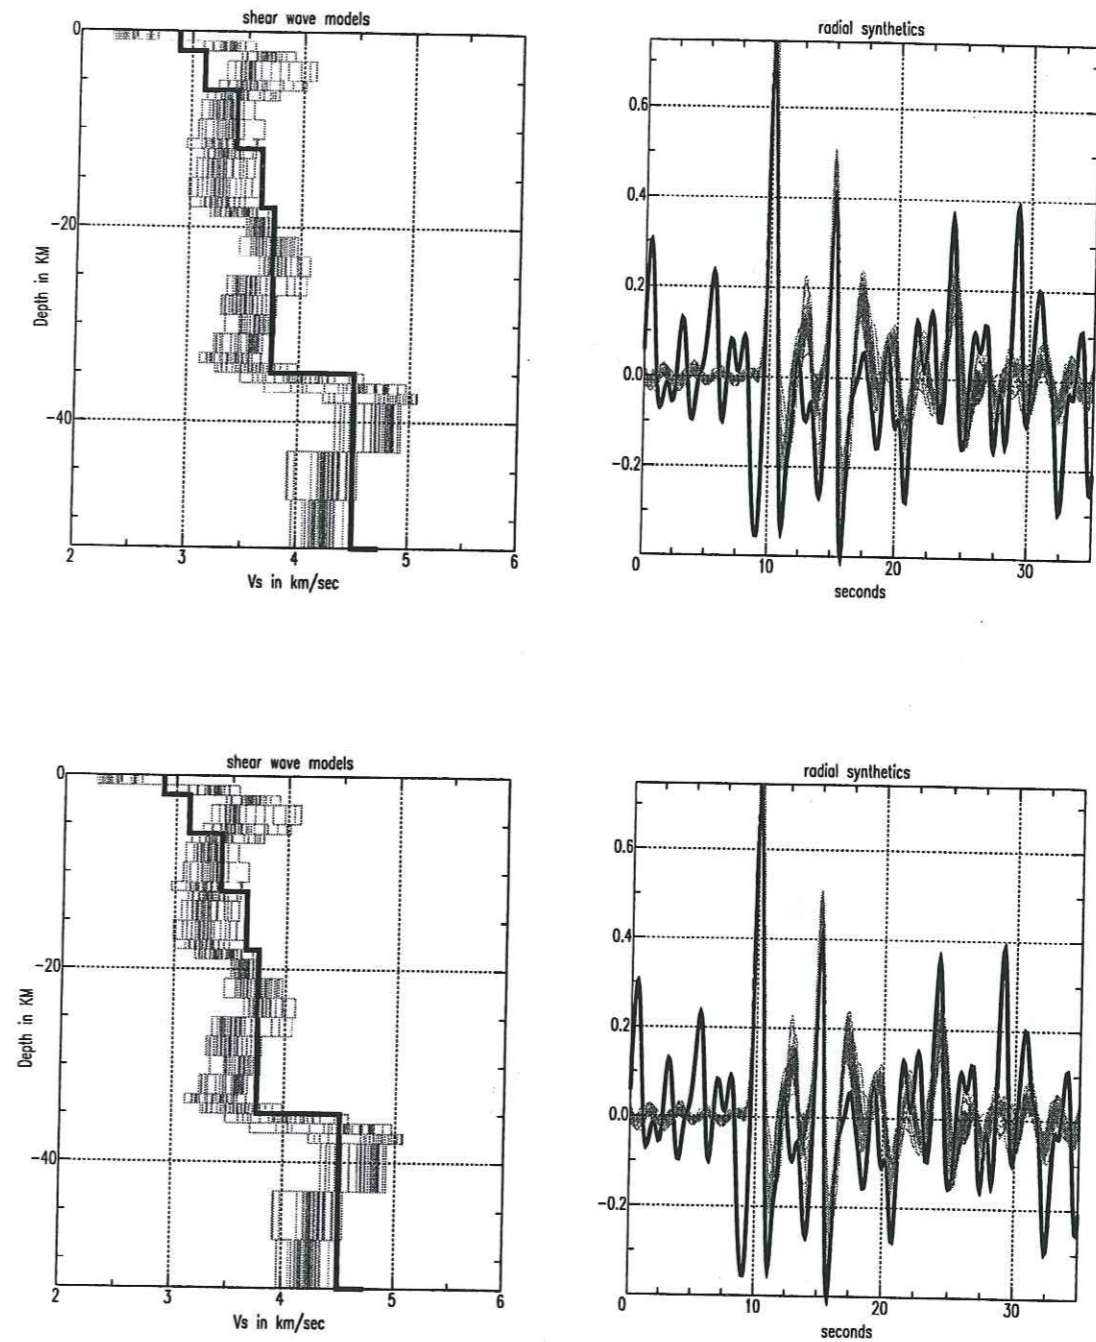 shear wave models
0
-20
-40
Depth in KM
2 3 4 5 6
Vs in km/sec
radial synthetics
0.6
0.4
0.2
0.0
-0.2
0 10 20 30
seconds
shear wave models
0
-20
-40
Depth in KM
2 3 4 5 6
Vs in km/sec
radial synthetics
0.6
0.4
0.2
0.0
-0.2
0 10 20 30
seconds